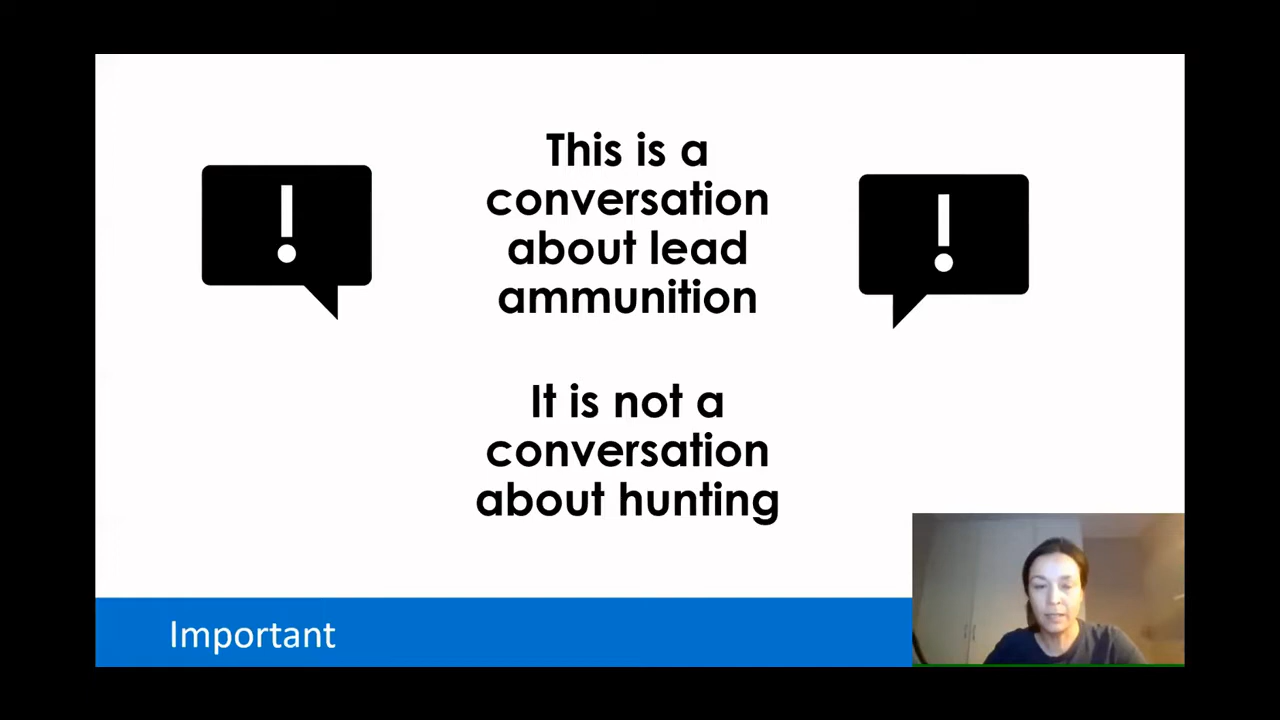 This is a
conversation
about lead
ammunition
It is not a
conversation
about hunting
Important